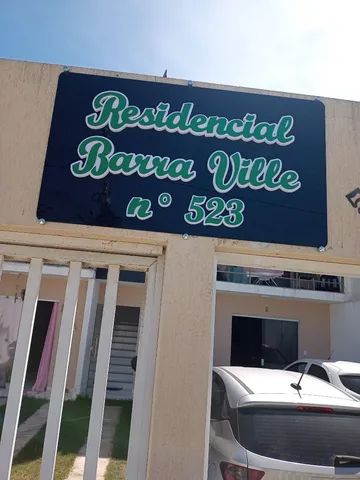 Residencial
Barra Ville
nº 523